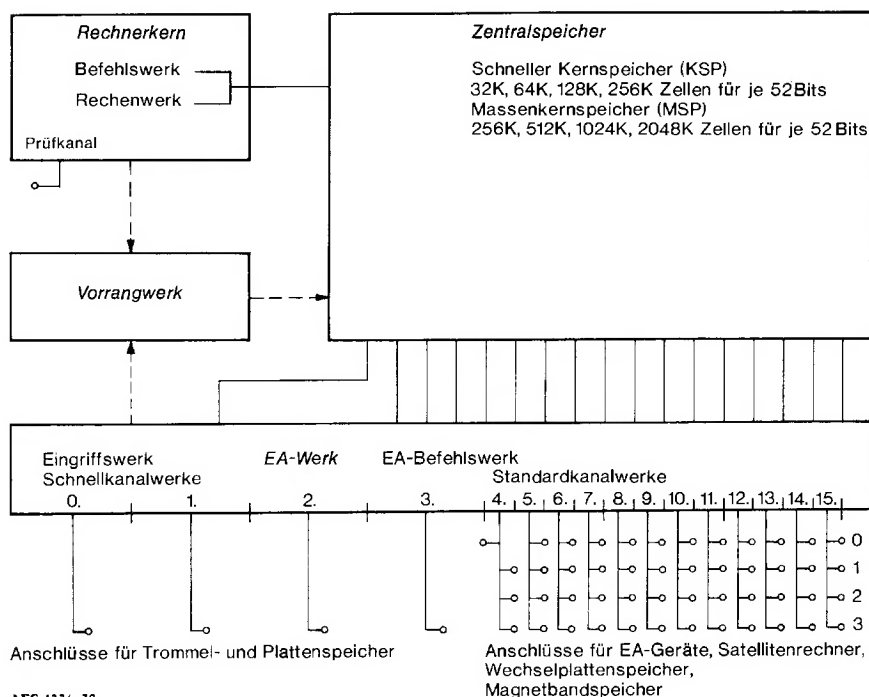 Rechnerkern
Befehlswerk
Rechenwerk
Prüfkanal
Zentralspeicher
Schneller Kernspeicher (KSP)
32K, 64K, 128K, 256K Zellen für je 52Bits
Massenkernspeicher (MSP)
256K, 512K, 1024K, 2048K Zellen für je 52 Bits
Vorrangwerk
Eingriffswerk EA-Werk EA-Befehlswerk
Schnellkanalwerke Standardkanalwerke
0. 1. 2. 3. 4. 5. 6. 7. 8. 9. 10. 11. 12. 13. 14. 15.
0
1
2
3
Anschlüsse für Trommel- und Plattenspeicher
Anschlüsse für EA-Geräte, Satellitenrechner,
Wechselplattenspeicher,
Magnetbandspeicher